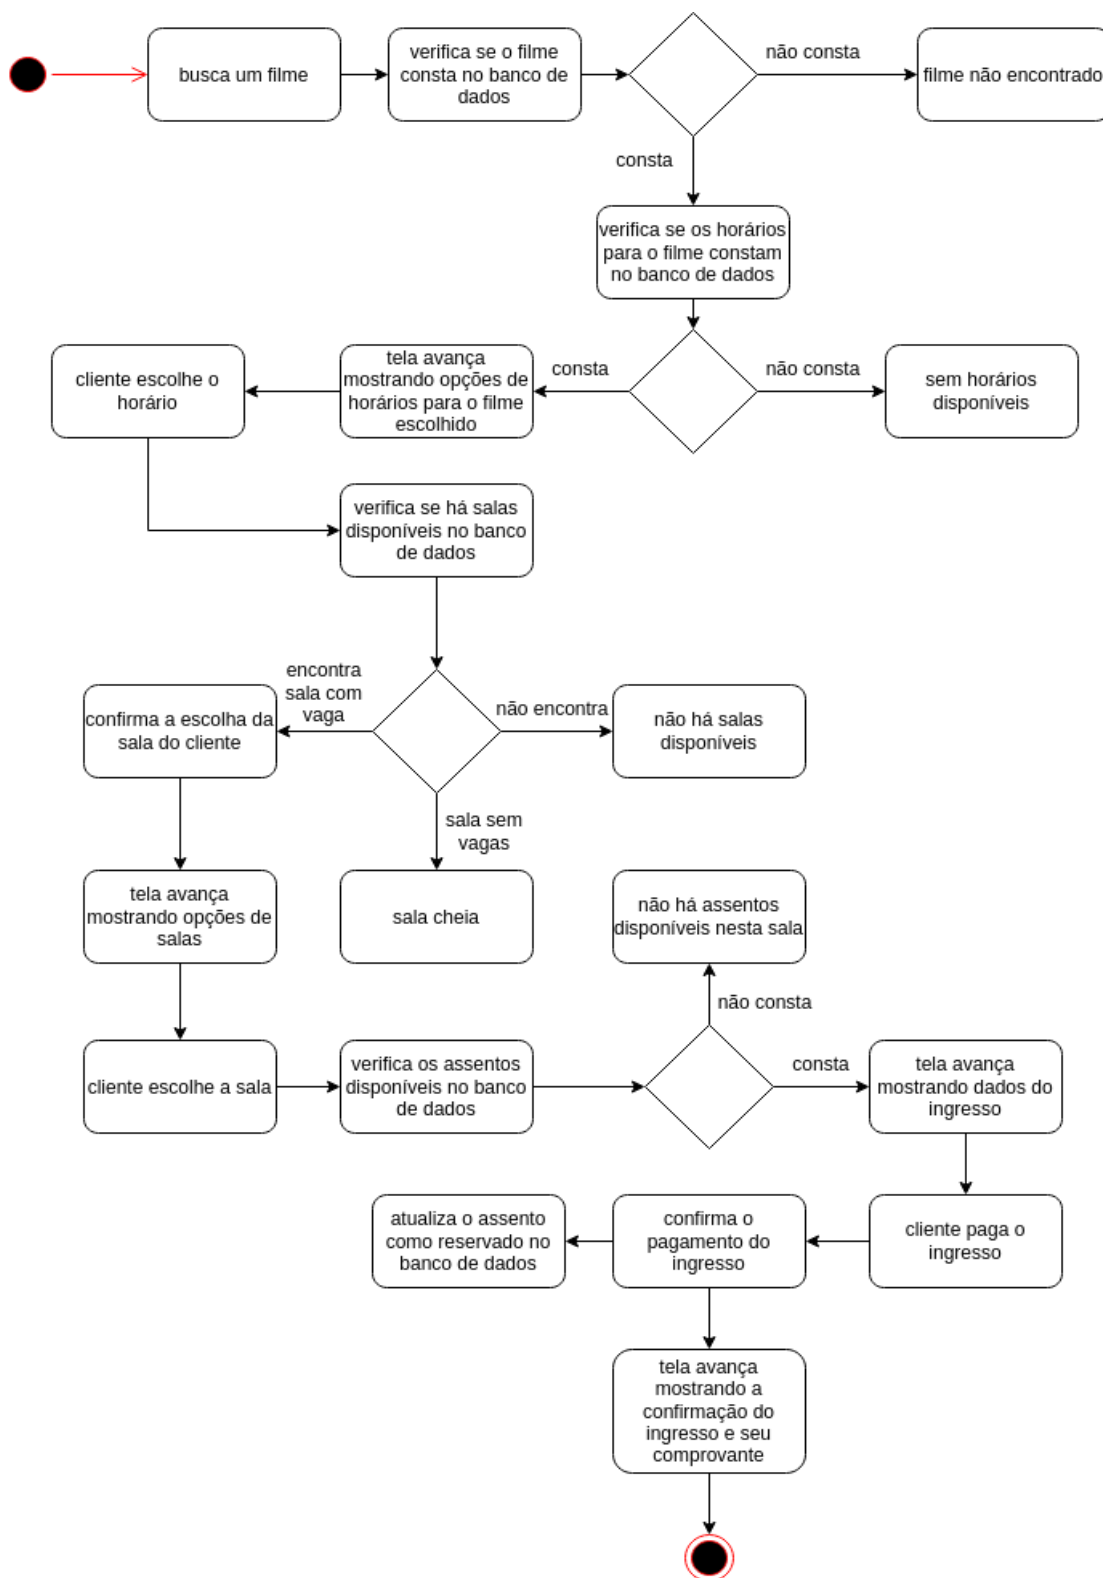 busca um filme
verifica se o filme
consta no banco de
dados
não consta
filme não encontrado
consta
verifica se os horários
para o filme constam
no banco de dados
cliente escolhe o
horário
tela avança
mostrando opções de
horários para o filme
escolhido
consta
não consta
sem horários
disponíveis
verifica se há salas
disponíveis no banco
de dados
encontra
sala com
vaga
não encontra
confirma a escolha da
sala do cliente
não há salas
disponíveis
sala sem
vagas
tela avança
mostrando opções de
salas
sala cheia
não há assentos
disponíveis nesta sala
não consta
cliente escolhe a sala
verifica os assentos
disponíveis no banco
de dados
consta
tela avança
mostrando dados do
ingresso
atualiza o assento
como reservado no
banco de dados
confirma o
pagamento do
ingresso
cliente paga o
ingresso
tela avança
mostrando a
confirmação do
ingresso e seu
comprovante